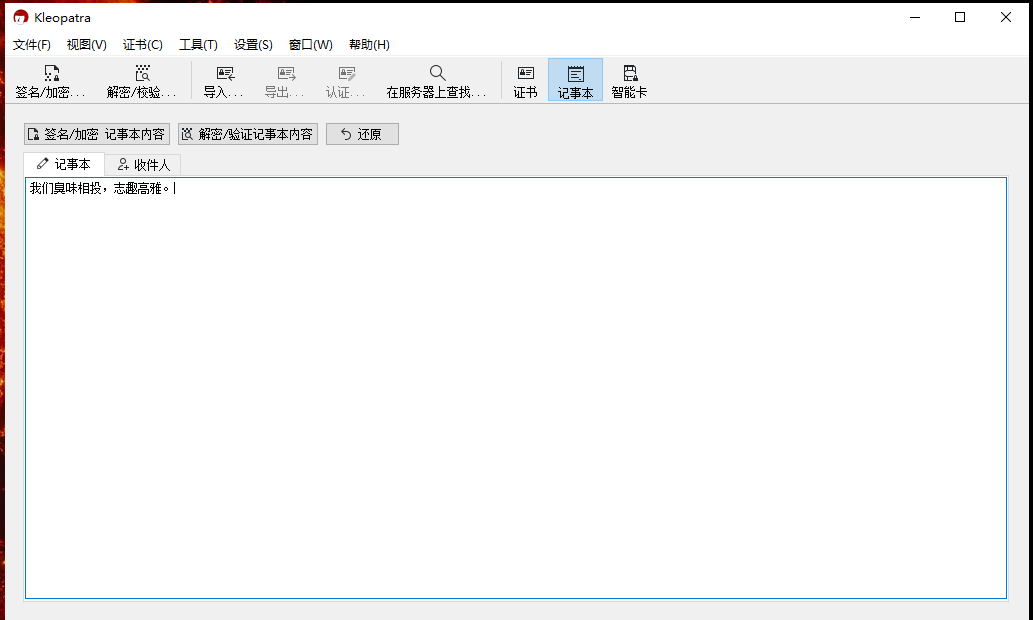 Kleopatra
文件(F) 视图(V) 证书(C) 工具(T) 设置(S) 窗口(W) 帮助(H)
签名/加密... 解密/校验... 导入... 导出... 认证... 在服务器上查找... 证书 记事本 智能卡
签名/加密 记事本内容 解密/验证记事本内容 还原
记事本 收件人
我们臭味相投，志趣高雅。